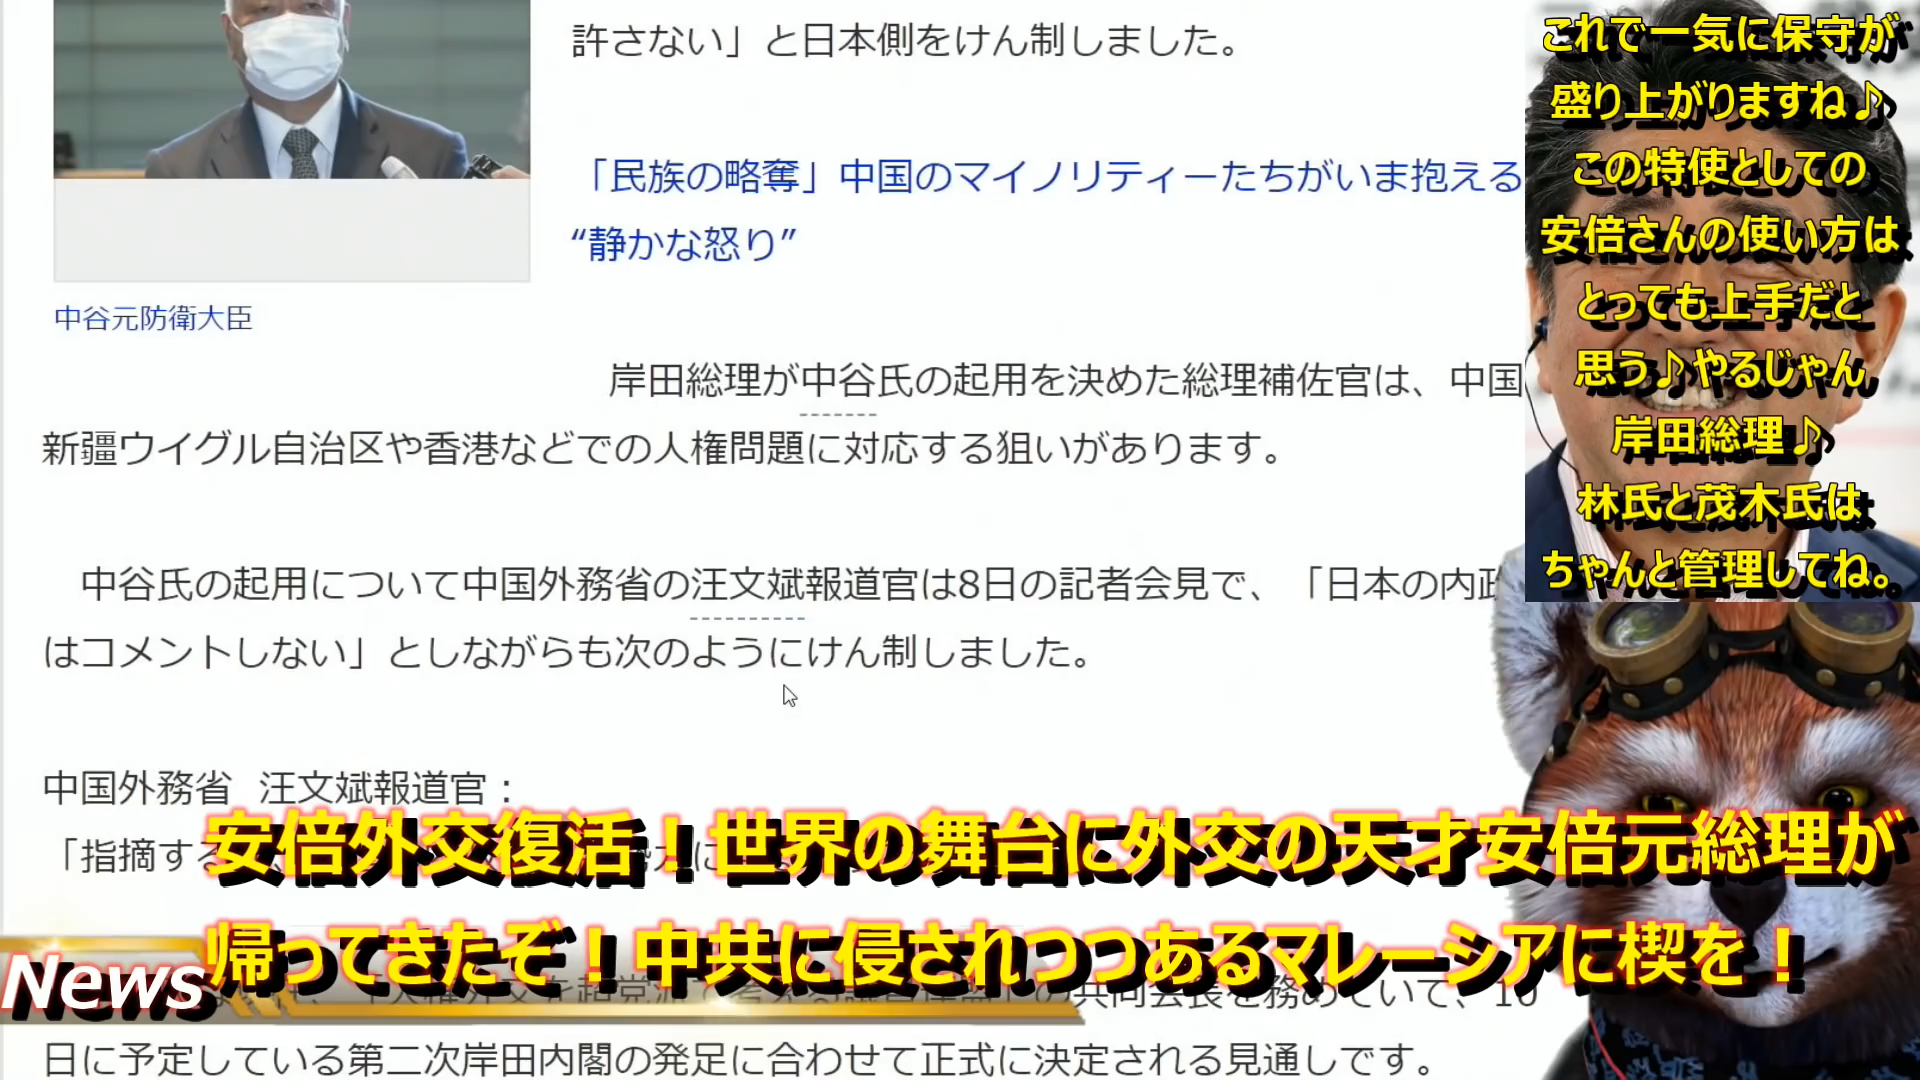 許さない」と日本側をけん制しました。
「民族の略奪」中国のマイノリティーたちがいま抱える
“静かな怒り”
中谷元防衛大臣
岸田総理が中谷氏の起用を決めた総理補佐官は、中国
新疆ウイグル自治区や香港などでの人権問題に対応する狙いがあります。
中谷氏の起用について中国外務省の汪文斌報道官は8日の記者会見で、「日本の内政
はコメントしない」としながらも次のようにけん制しました。
中国外務省 汪文斌報道官：
「指摘す
共同会長を務めていて、10
日に予定している第二次岸田内閣の発足に合わせて正式に決定される見通しです。
これで一気に保守が
盛り上がりますね♪
この特使としての
安倍さんの使い方は
とっても上手だと
思う♪やるじゃん
岸田総理♪
林氏と茂木氏は
ちゃんと管理してね。
安倍外交復活！世界の舞台に外交の天才安倍元総理が
帰ってきたぞ！中共に侵されつつあるマレーシアに楔を！
News